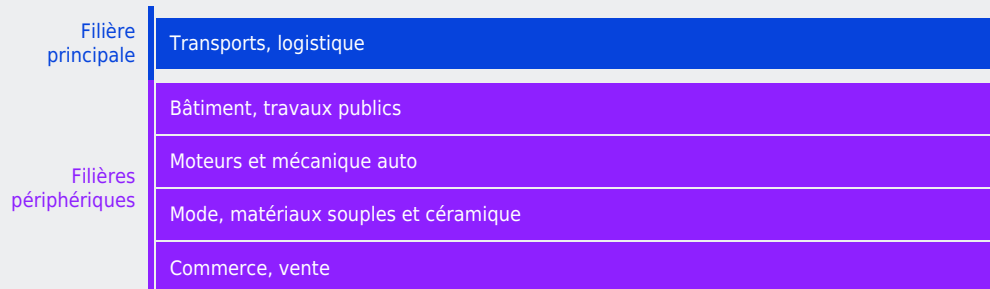 Filière
principale
Transports, logistique
Bâtiment, travaux publics
Moteurs et mécanique auto
Filières
périphériques
Mode, matériaux souples et céramique
Commerce, vente